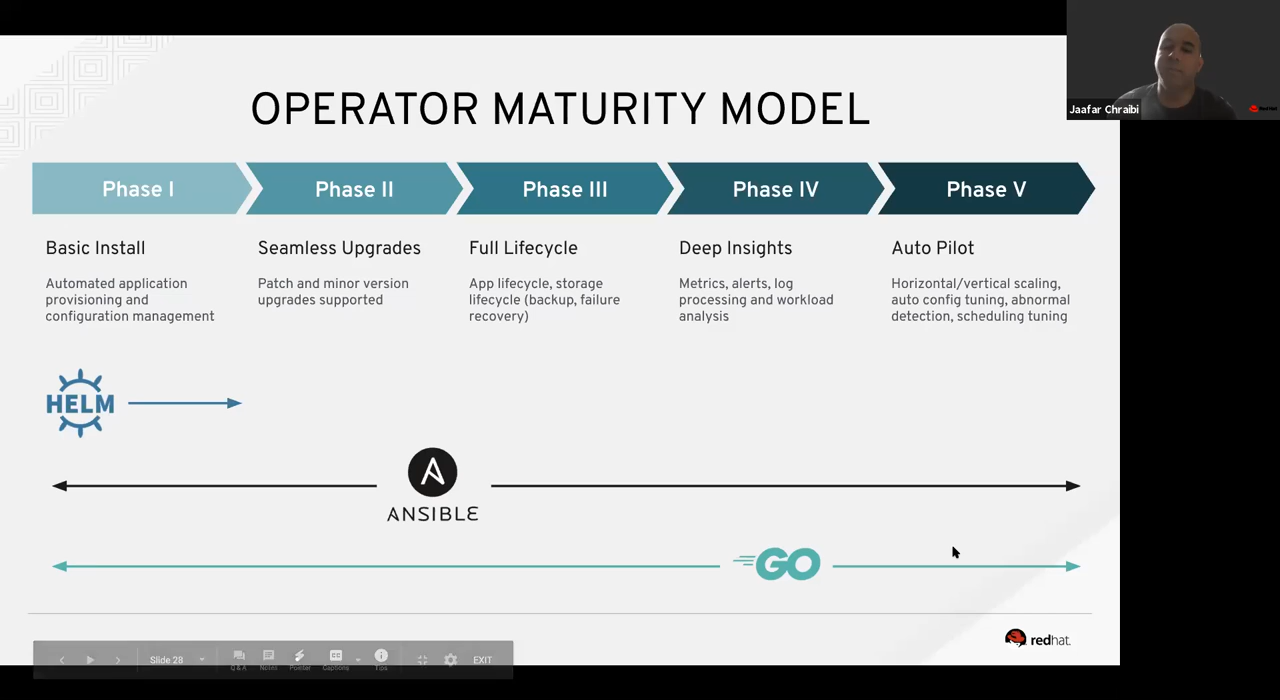 OPERATOR MATURITY MODEL
Jaafar Chraibi
Red Hat
Phase I
Phase II
Phase III
Phase IV
Phase V
Basic Install
Automated application
provisioning and
configuration management
Seamless Upgrades
Patch and minor version
upgrades supported
Full Lifecycle
App lifecycle, storage
lifecycle (backup, failure
recovery)
Deep Insights
Metrics, alerts, log
processing and workload
analysis
Auto Pilot
Horizontal/vertical scaling,
auto config tuning, abnormal
detection, scheduling tuning
HELM
ANSIBLE
GO
redhat.
Slide 28
Q & A
Notes
Pointer
Captions
Tips
EXIT